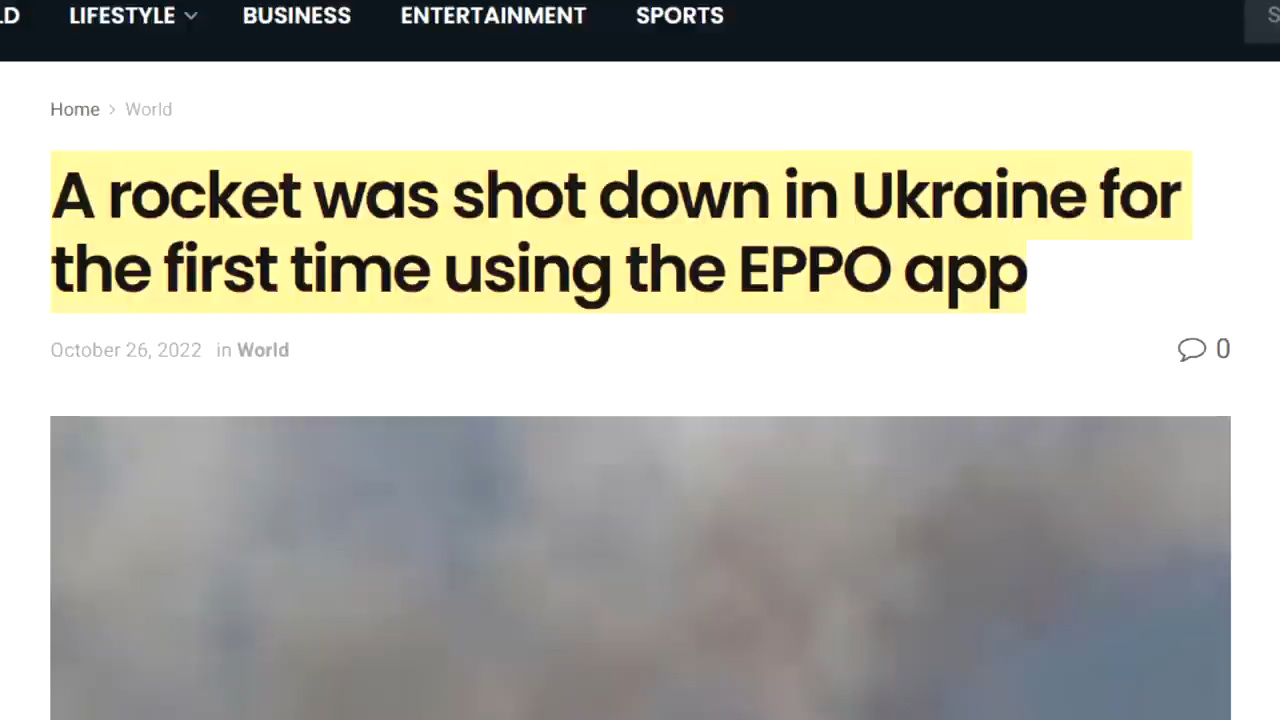 LD LIFESTYLE BUSINESS ENTERTAINMENT SPORTS S
Home > World
A rocket was shot down in Ukraine for
the first time using the EPPO app
October 26, 2022 in World 0